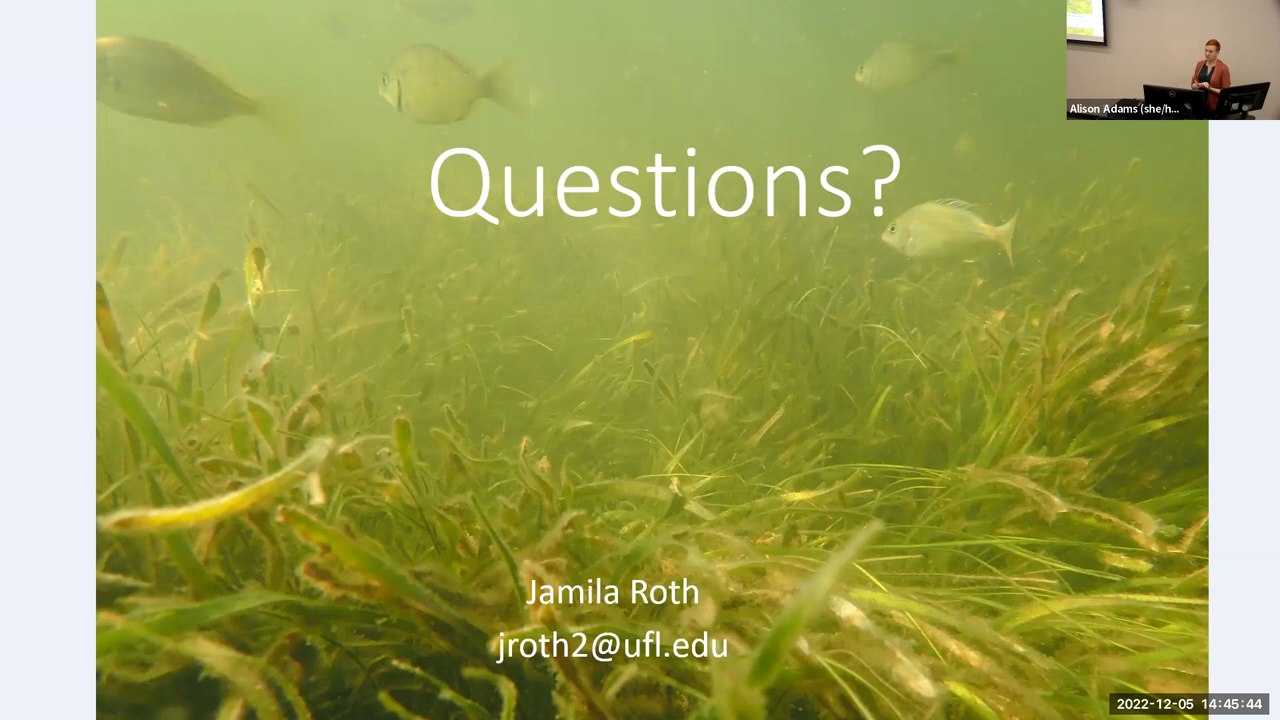 Questions?
Alison Adams (she/h...
Jamila Roth
jroth2@ufl.edu
2022-12-05 14:45:44